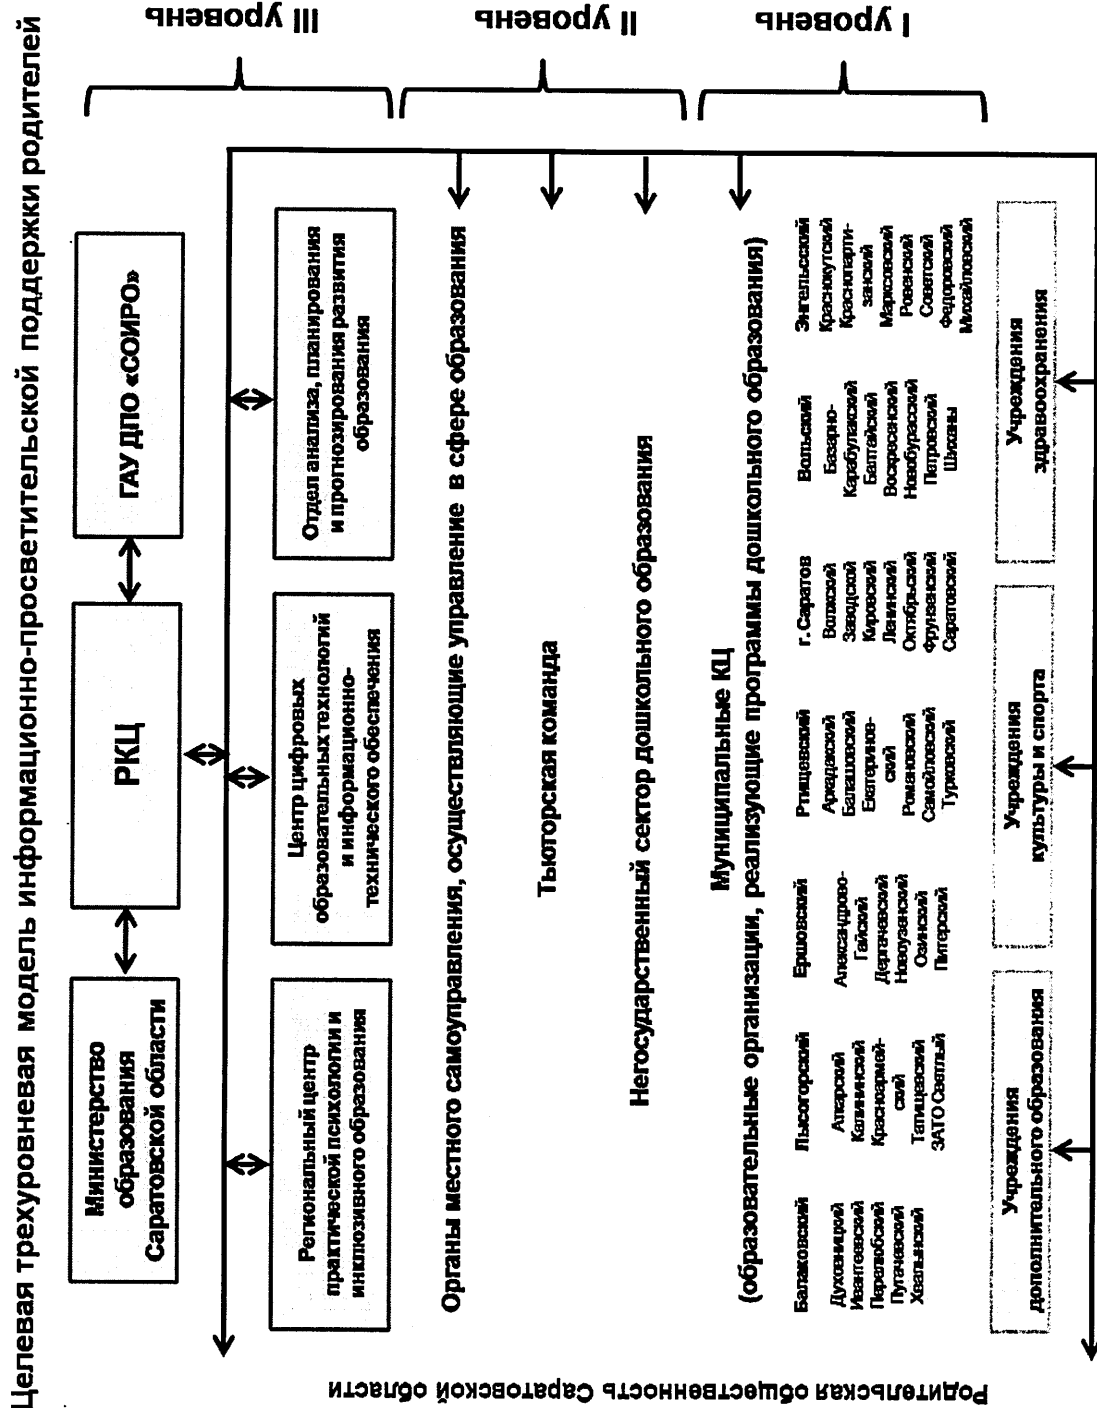 Целевая трехуровневая модель информационно-просветительской поддержки родителей
Министерство
образования
Саратовской области
РКЦ
ГАУ ДПО «СОИРО»
III уровень
Региональный центр
практической психологии и
инклюзивного образования
Центр цифровых
образовательных технологий
и информационно-
технического обеспечения
Отдел анализа, планирования
и прогнозирования развития
образования
Органы местного самоуправления, осуществляющие управление в сфере образования
Тьюторская команда
II уровень
Негосударственный сектор дошкольного образования
Муниципальные КЦ
(образовательные организации, реализующие программы дошкольного образования)
I уровень
Балаковский
Духовницкий
Ивантеевский
Перелюбский
Пугачевский
Хвалынский
Лысогорский
Аткарский
Калининский
Красноармей-
ский
Татищевский
ЗАТО Светлый
Ершовский
Александрово-
Гайский
Дергачевский
Новоузенский
Озинский
Питерский
Ртищевский
Аркадакский
Балашовский
Екатеринов-
ский
Романовский
Самойловский
Турковский
г. Саратов
Волжский
Заводской
Кировский
Ленинский
Октябрьский
Фрунзенский
Саратовский
Вольский
Базарно-
Карабулакский
Балтайский
Воскресенский
Новобурасский
Петровский
Шиханы
Энгельсский
Краснокутский
Краснопарти-
занский
Марксовский
Ровенский
Советский
Федоровский
Михайловский
Учреждения
дополнительного образования
Учреждения
культуры и спорта
Учреждения
здравоохранения
Родительская общественность Саратовской области